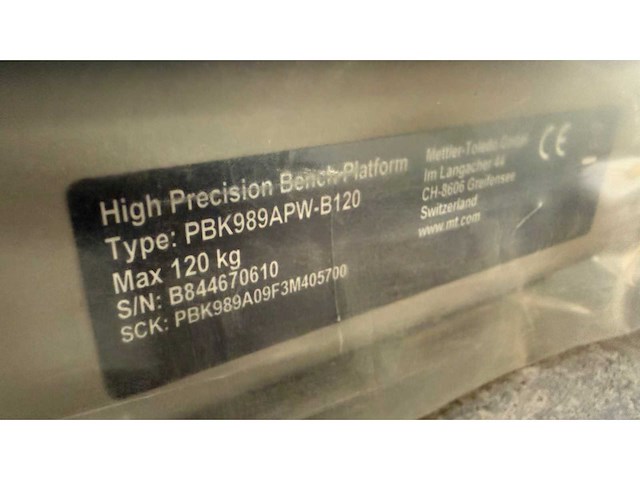 High Precision Bench Platform
Type: PBK989APW-B120
Max 120 kg
S/N: B844670610
SCK: PBK989A09F3M405700
Mettler-Toledo GmbH
Im Langacher 44
CH-8606 Greifensee
Switzerland
www.mt.com
CE